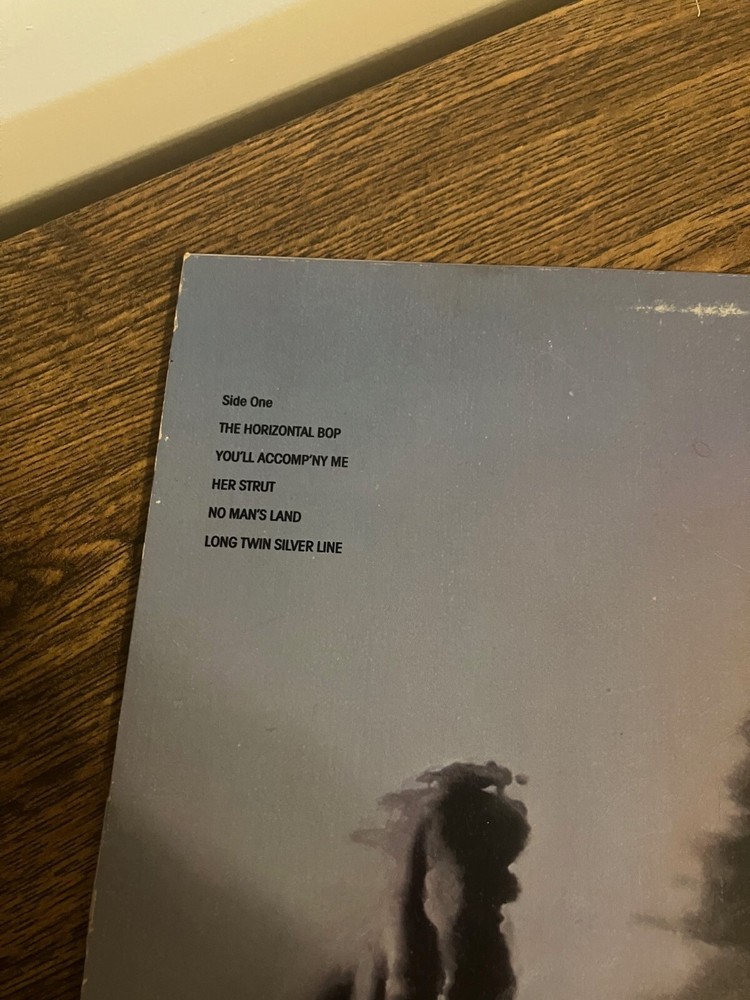 Side One
THE HORIZONTAL BOP
YOU'LL ACCOMP'NY ME
HER STRUT
NO MAN'S LAND
LONG TWIN SILVER LINE